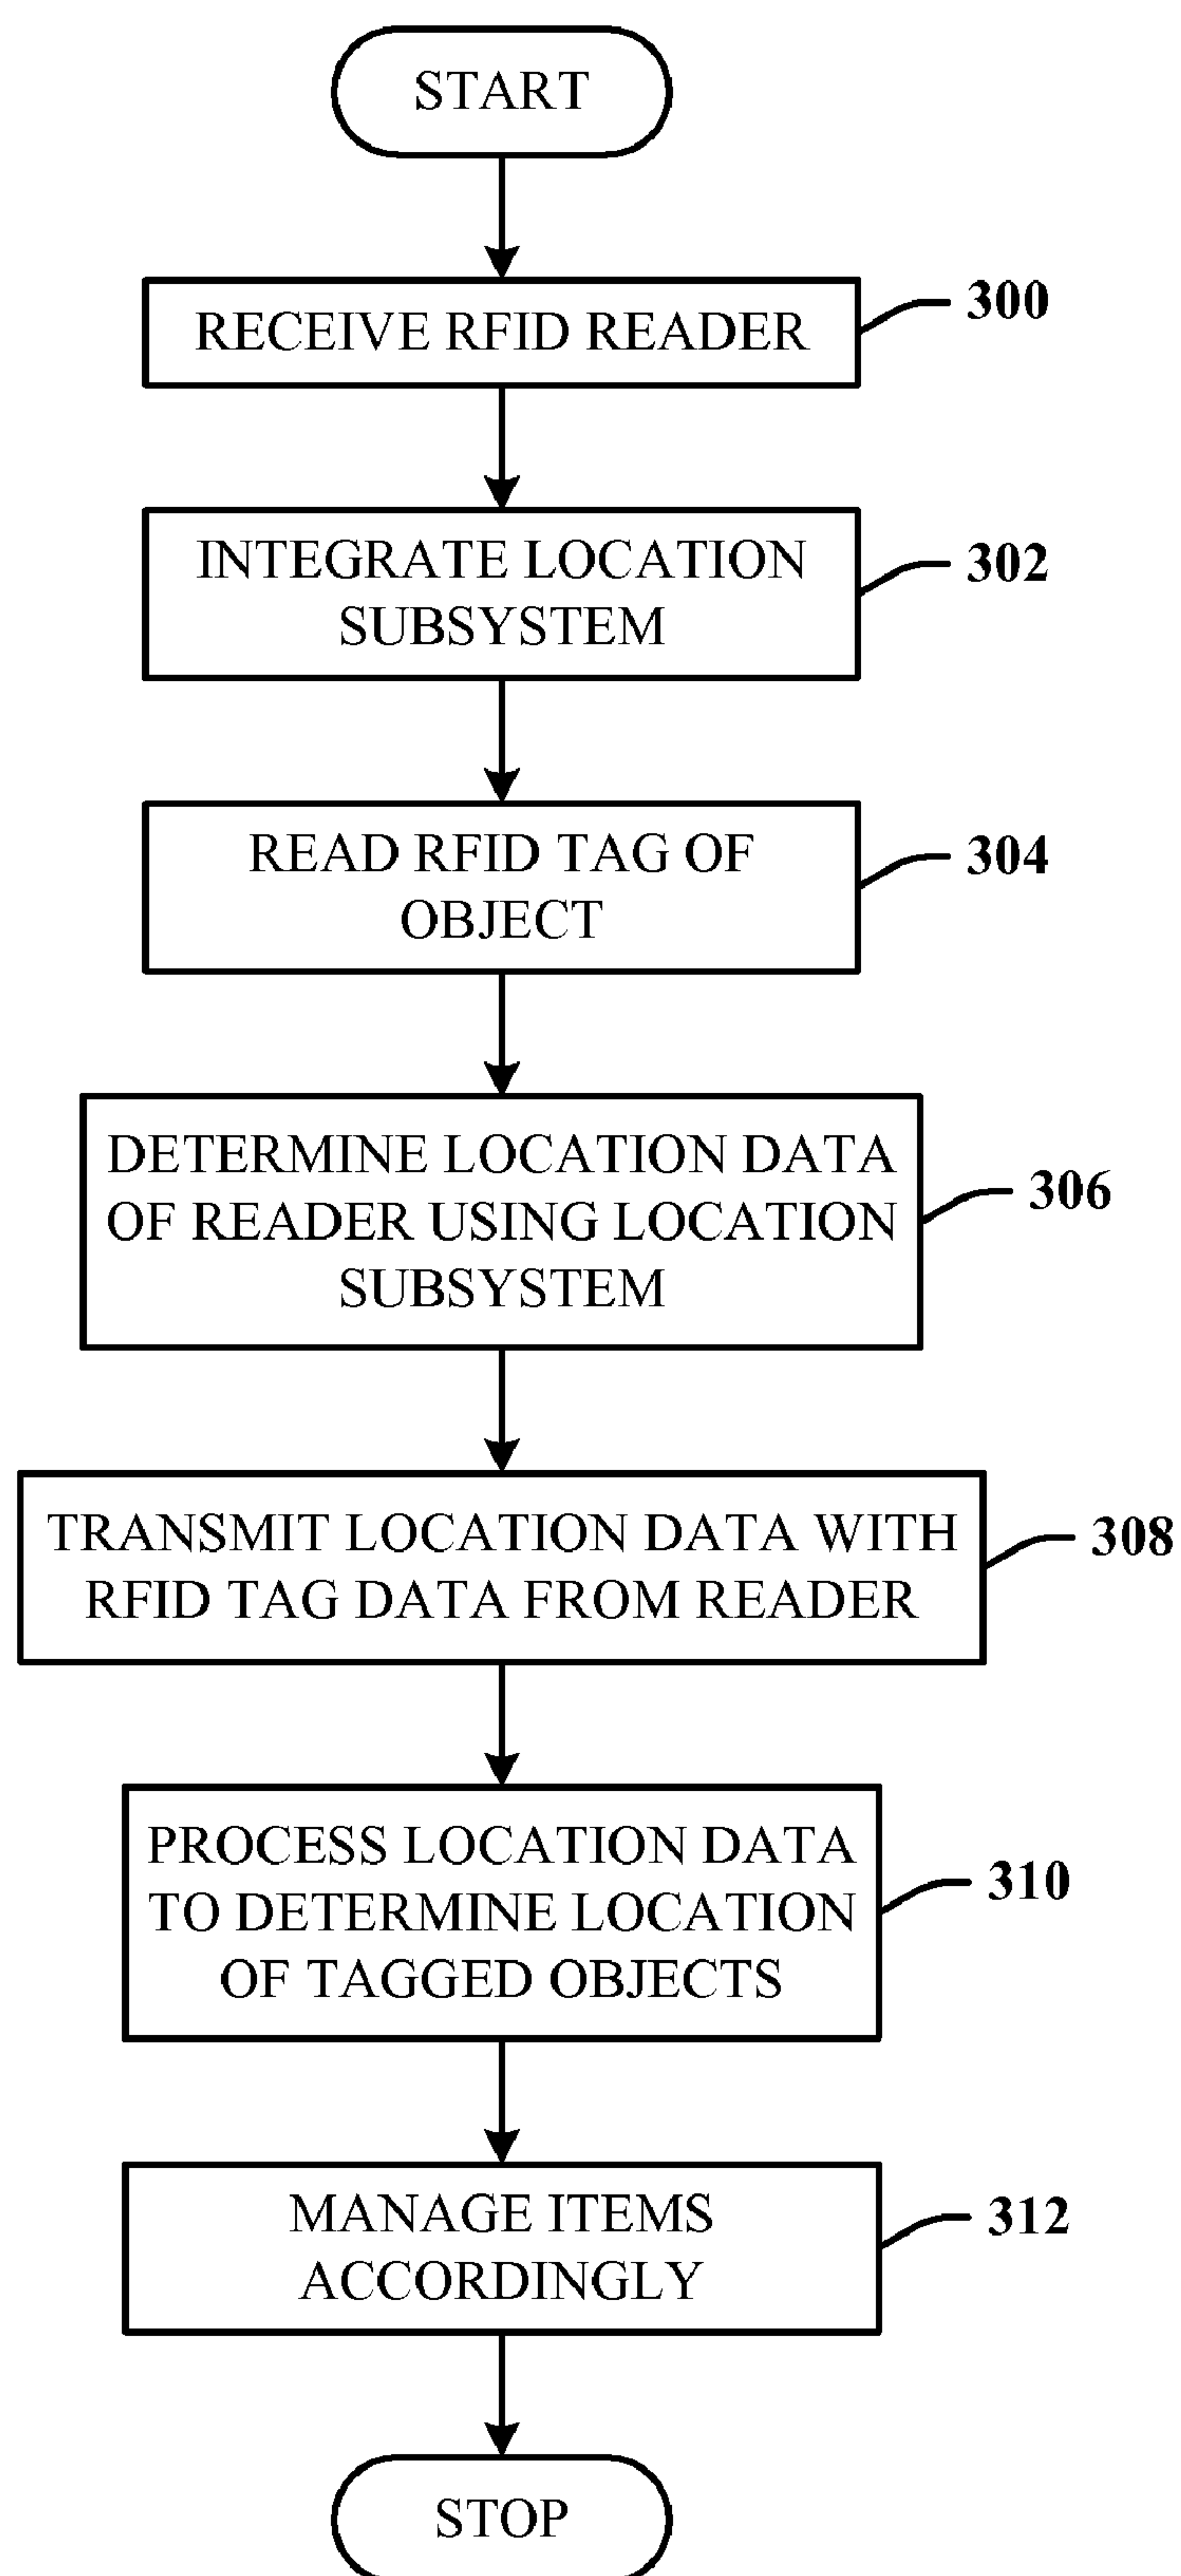 START
RECEIVE RFID READER
300
INTEGRATE LOCATION
SUBSYSTEM
302
READ RFID TAG OF
OBJECT
304
DETERMINE LOCATION DATA
OF READER USING LOCATION
SUBSYSTEM
306
TRANSMIT LOCATION DATA WITH
RFID TAG DATA FROM READER
308
PROCESS LOCATION DATA
TO DETERMINE LOCATION
OF TAGGED OBJECTS
310
MANAGE ITEMS
ACCORDINGLY
312
STOP